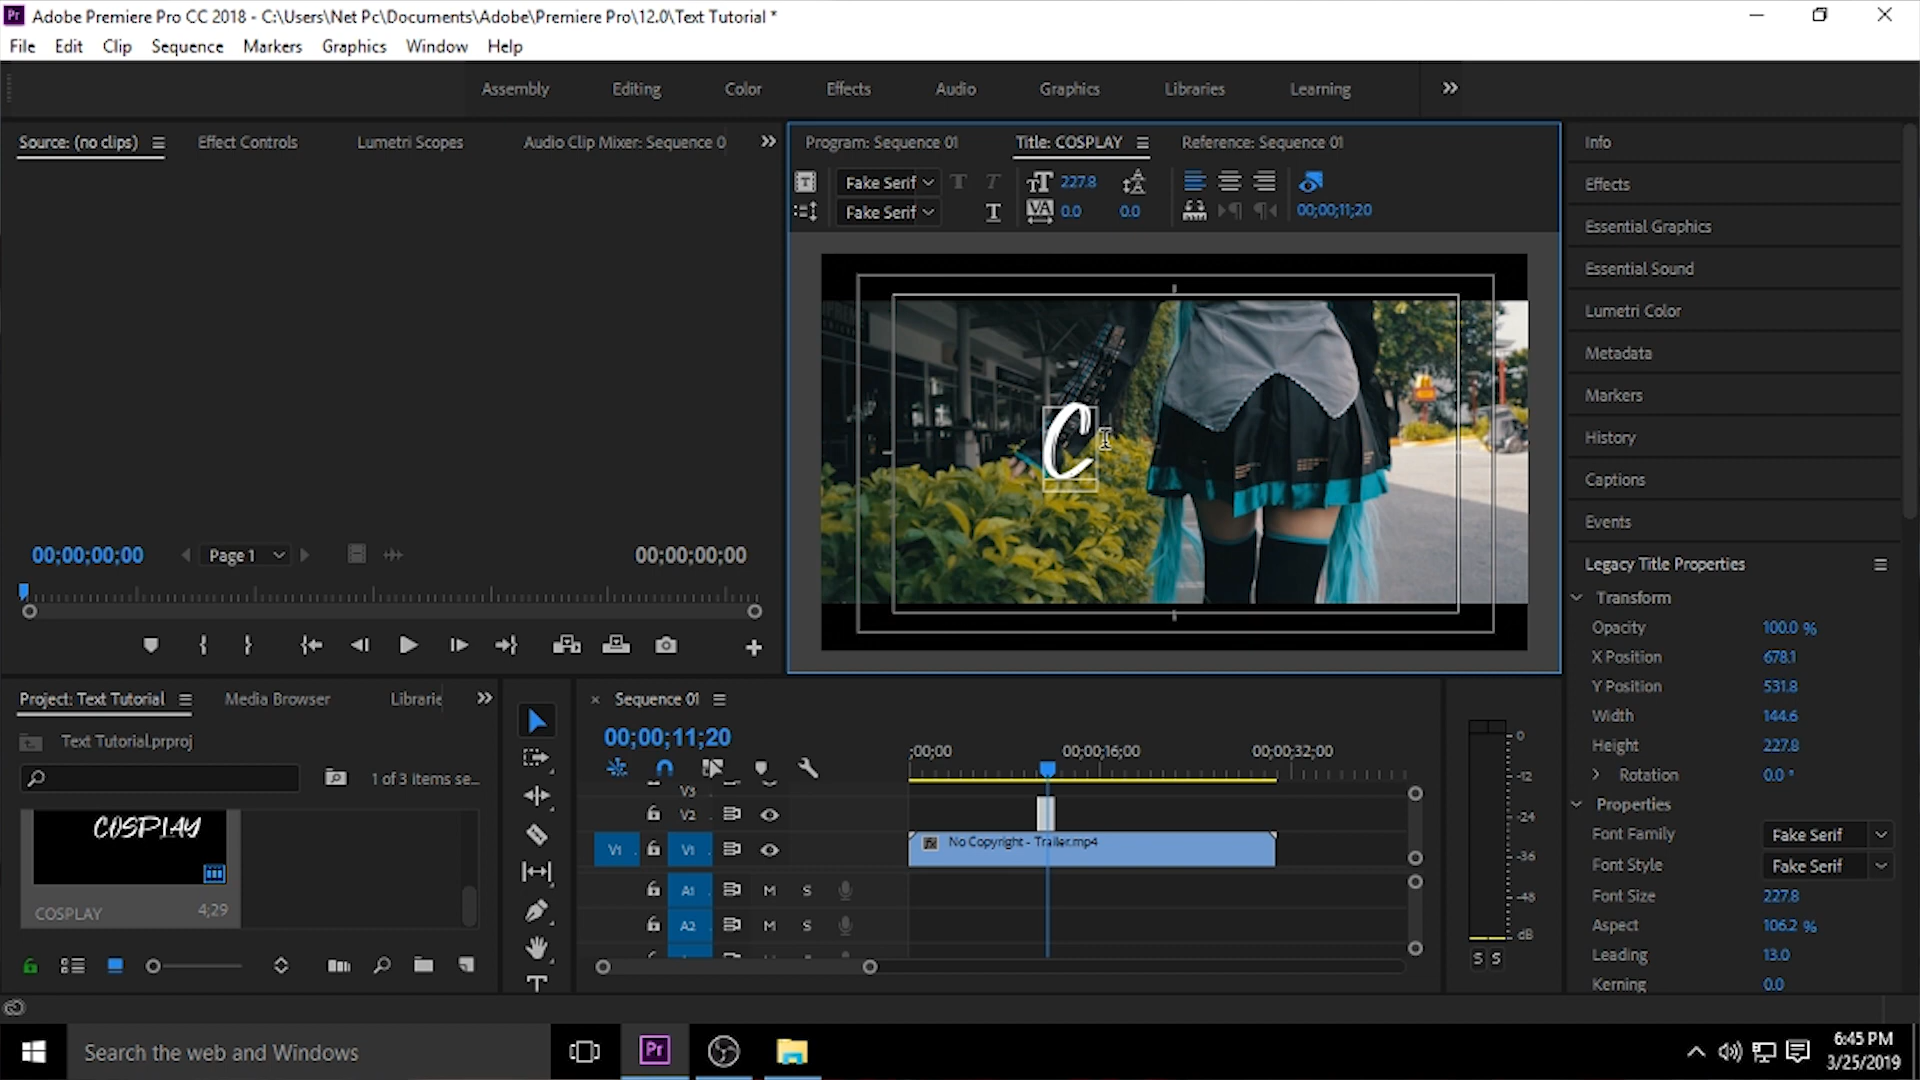 Pr Adobe Premiere Pro CC 2018 - C:\Users\Net Pc\Documents\Adobe\Premiere Pro\12.0\Text Tutorial *
File Edit Clip Sequence Markers Graphics Window Help
Assembly Editing Color Effects Audio Graphics Libraries Learning
Source: (no clips) Effect Controls Lumetri Scopes Audio Clip Mixer: Sequence 0
Program: Sequence 01 Title: COSPLAY Reference: Sequence 01
Fake Serif 227.8
Fake Serif 0.0 0.0 00;00;11;20
C
Info
Effects
Essential Graphics
Essential Sound
Lumetri Color
Metadata
Markers
History
Captions
Events
Legacy Title Properties
Transform
Opacity 100.0 %
X Position 678.1
Y Position 531.8
Width 144.6
Height 227.8
Rotation 0.0 °
Properties
Font Family Fake Serif
Font Style Fake Serif
Font Size 227.8
Aspect 106.2 %
Leading 13.0
Kerning 0.0
00;00;00;00 Page 1 00;00;00;00
Project: Text Tutorial Media Browser Librarie
Text Tutorial.prproj
1 of 3 items se...
COSPLAY
COSPLAY 4;29
Sequence 01
00;00;11;20
;00;00 00;00;16;00 00;00;32;00
V3
V2
V1 V1 No Copyright - Trailer.mp4
A1 M S
A2 M S
0
-12
-24
-36
-48
dB
S S
Search the web and Windows
Pr
6:45 PM
3/25/2019